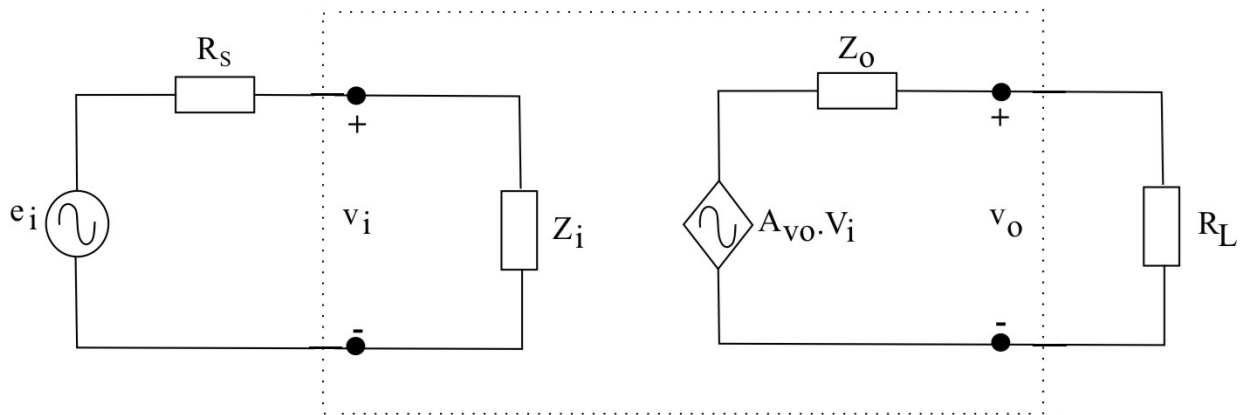 R_S
Z_o
+
+
e_i
v_i
Z_i
A_vo.V_i
v_o
R_L
-
-